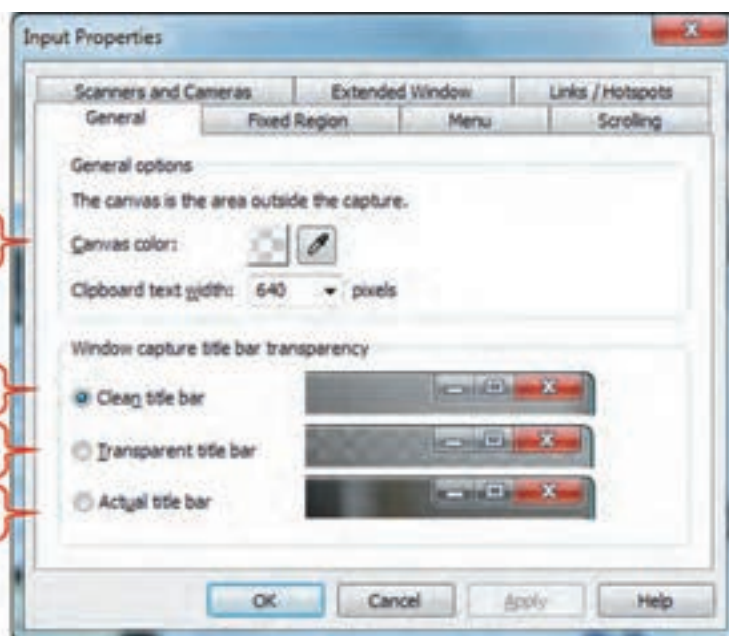 Input Properties
Scanners and Cameras Extended Window Links / Hotspots
General Fixed Region Menu Scrolling
General options
The canvas is the area outside the capture.
Canvas color:
Clipboard text width: 640 pixels
Window capture title bar transparency
Clean title bar
Transparent title bar
Actual title bar
OK Cancel Apply Help